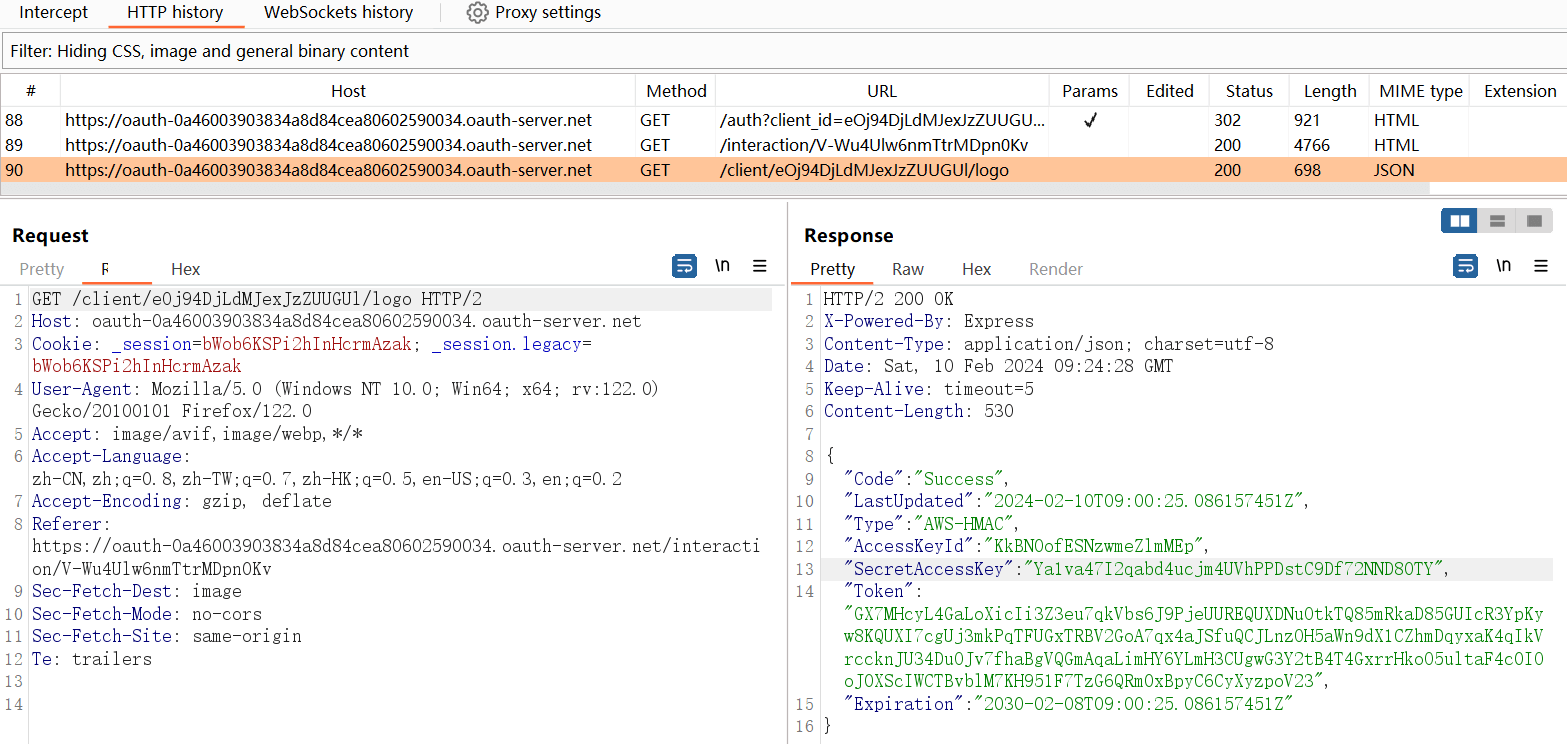 Intercept HTTP history WebSockets history Proxy settings
Filter: Hiding CSS, image and general binary content
# Host Method URL Params Edited Status Length MIME type Extension
88 https://oauth-0a46003903834a8d84cea80602590034.oauth-server.net GET /auth?client_id=eOj94DjLdMJexJzZUUGU... ✓ 302 921 HTML
89 https://oauth-0a46003903834a8d84cea80602590034.oauth-server.net GET /interaction/V-Wu4Ulw6nmTtrMDpn0Kv 200 4766 HTML
90 https://oauth-0a46003903834a8d84cea80602590034.oauth-server.net GET /client/eOj94DjLdMJexJzZUUGUl/logo 200 698 JSON
Request
Pretty R Hex \n
1 GET /client/eOj94DjLdMJexJzZUUGUl/logo HTTP/2
2 Host: oauth-0a46003903834a8d84cea80602590034.oauth-server.net
3 Cookie: _session=bWob6KSPi2hInHcrmAzak; _session.legacy=
bWob6KSPi2hInHcrmAzak
4 User-Agent: Mozilla/5.0 (Windows NT 10.0; Win64; x64; rv:122.0)
Gecko/20100101 Firefox/122.0
5 Accept: image/avif,image/webp,*/*
6 Accept-Language:
zh-CN,zh;q=0.8,zh-TW;q=0.7,zh-HK;q=0.5,en-US;q=0.3,en;q=0.2
7 Accept-Encoding: gzip, deflate
8 Referer:
https://oauth-0a46003903834a8d84cea80602590034.oauth-server.net/interacti
on/V-Wu4Ulw6nmTtrMDpn0Kv
9 Sec-Fetch-Dest: image
10 Sec-Fetch-Mode: no-cors
11 Sec-Fetch-Site: same-origin
12 Te: trailers
13
14
Response
Pretty Raw Hex Render \n
1 HTTP/2 200 OK
2 X-Powered-By: Express
3 Content-Type: application/json; charset=utf-8
4 Date: Sat, 10 Feb 2024 09:24:28 GMT
5 Keep-Alive: timeout=5
6 Content-Length: 530
7
8 {
9 "Code":"Success",
10 "LastUpdated":"2024-02-10T09:00:25.086157451Z",
11 "Type":"AWS-HMAC",
12 "AccessKeyId":"KkBNOofESNzwmeZlmMEp",
13 "SecretAccessKey":"Ya1va47I2qabd4ucjm4UVhPPDstC9Df72NND8OTY",
14 "Token":
"GX7MHcyL4GaLoXicIi3Z3eu7qkVbs6J9PjeUUREQUXDNuOtkTQ85mRkaD85GUIcR3YpKy
w8KQUXI7cgUj3mkPqTFUGxTRBV2GoA7qx4aJSfuQCJLnzOH5aWn9dX1CZhmDqyxaK4qIkV
rccknJU34DuOJv7fhaBgVQGmAqaLimHY6YLmH3CUgwG3Y2tB4T4GxrrHkoO5ultaF4cOIO
oJ0XScIWCTBvblM7KH951F7TzG6QRmOxBpyC6CyXyzpoV23",
15 "Expiration":"2030-02-08T09:00:25.086157451Z"
16 }